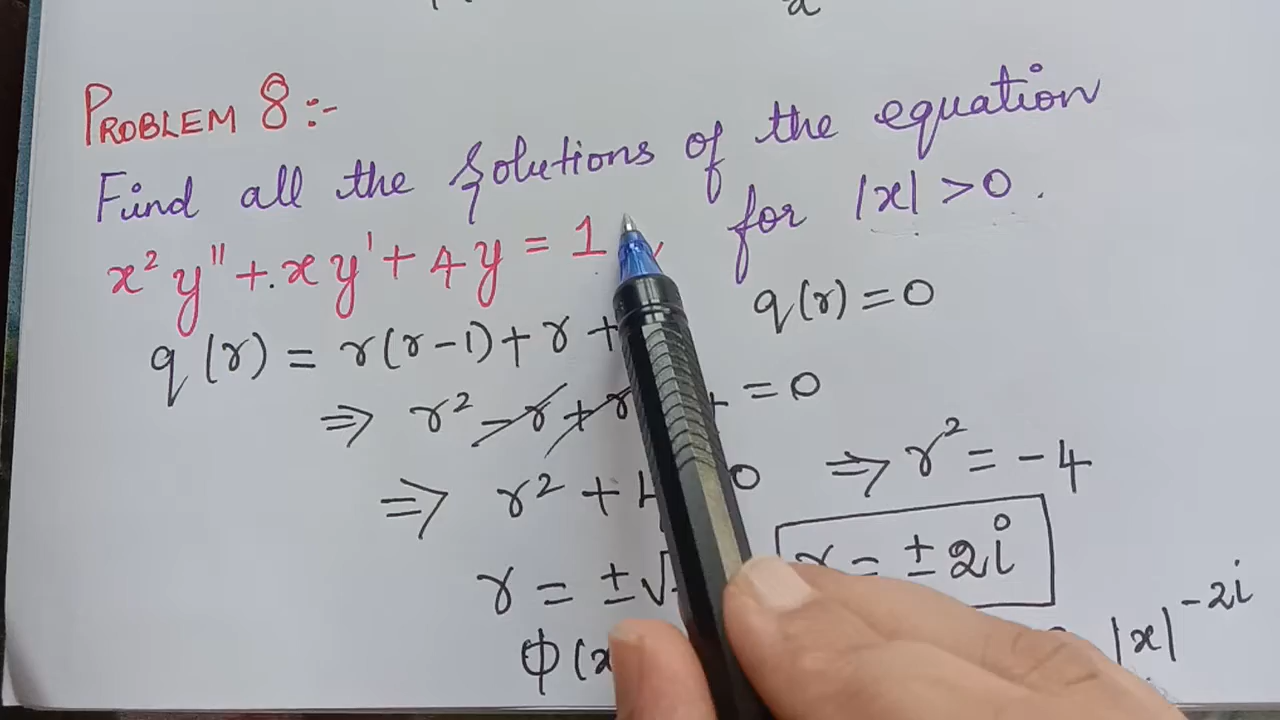 PROBLEM 8:-
Find all the solutions of the equation
x² y'' + xy' + 4y = 1, for |x| > 0.
q(r) = r(r-1) + r + q(r) = 0
⇒ r² - r + r + = 0
⇒ r² + 4 0 ⇒ r² = -4
r = ±√ r = ±2i
ϕ(x |x|⁻²ⁱ